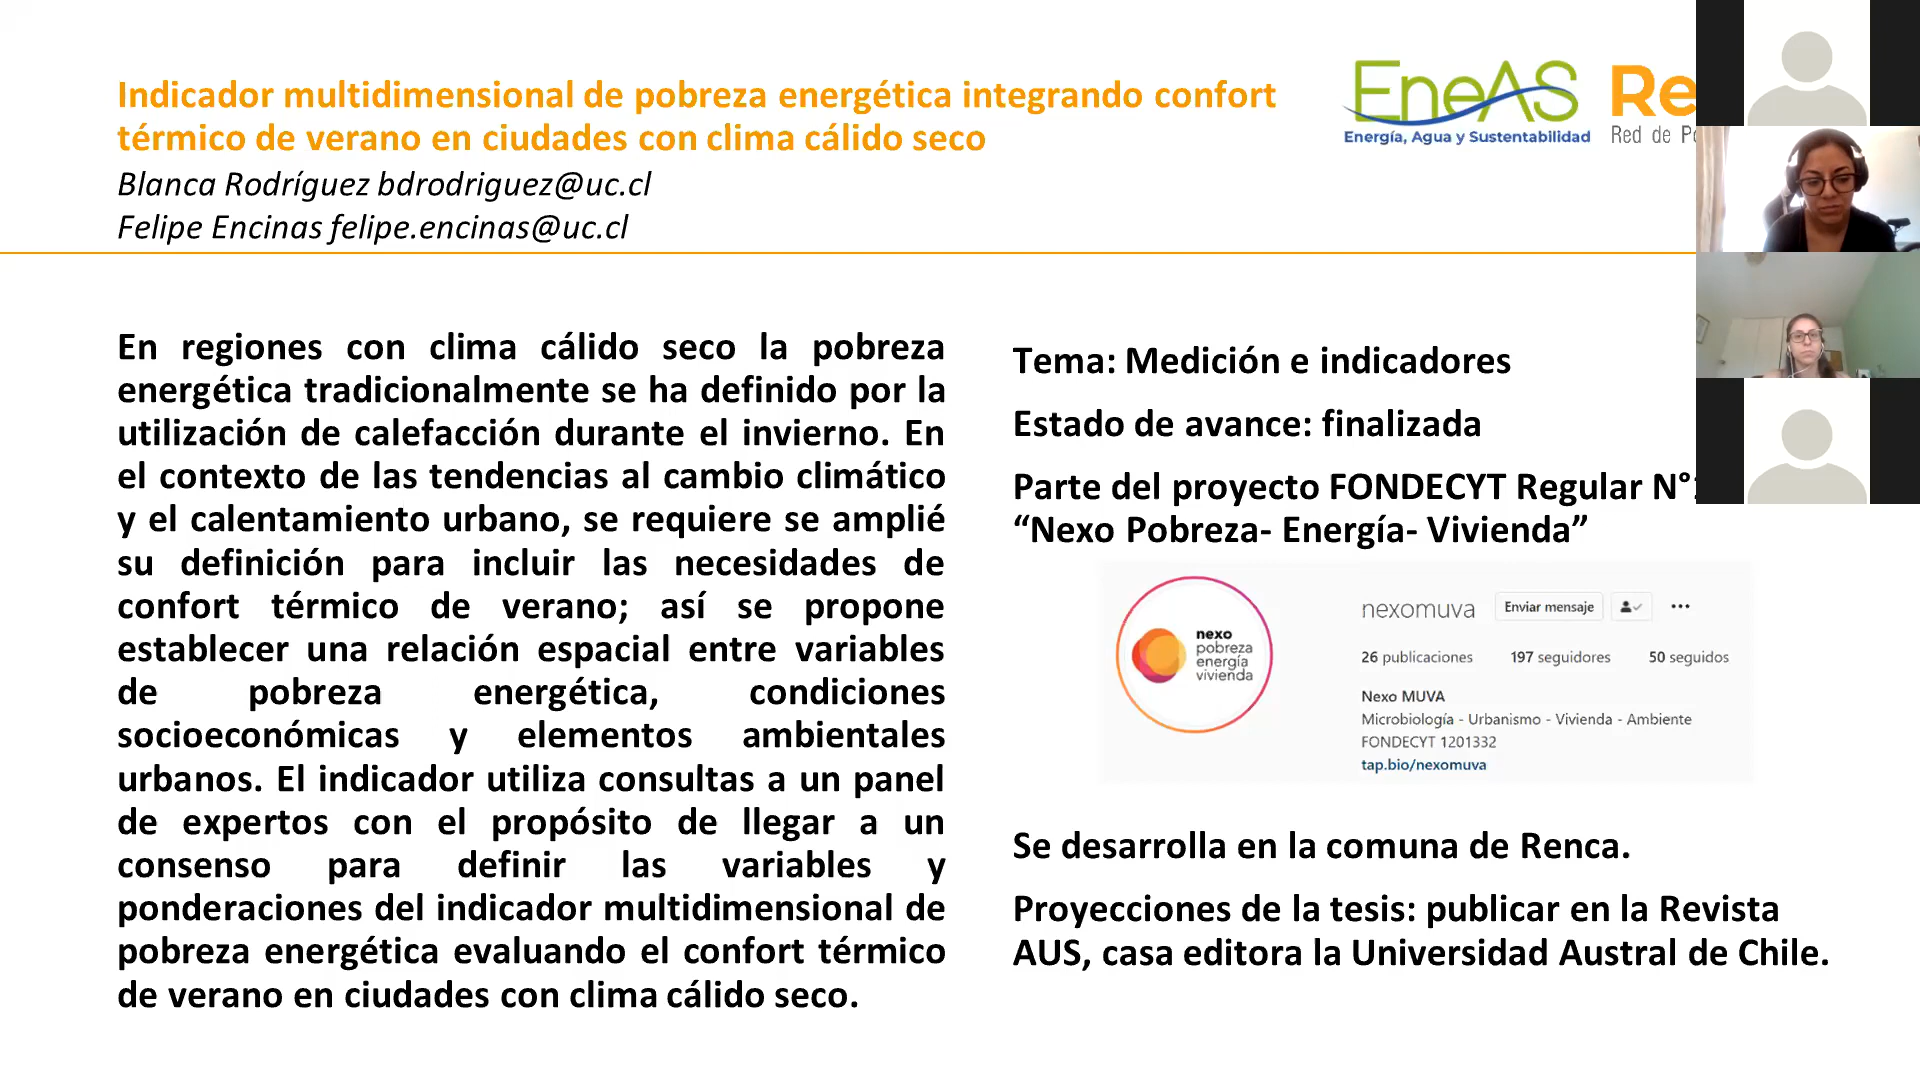 Indicador multidimensional de pobreza energética integrando confort
térmico de verano en ciudades con clima cálido seco
Blanca Rodríguez bdrodriguez@uc.cl
Felipe Encinas felipe.encinas@uc.cl
EneAS
Energía, Agua y Sustentabilidad
Re
Red de
En regiones con clima cálido seco la pobreza
energética tradicionalmente se ha definido por la
utilización de calefacción durante el invierno. En
el contexto de las tendencias al cambio climático
y el calentamiento urbano, se requiere se amplié
su definición para incluir las necesidades de
confort térmico de verano; así se propone
establecer una relación espacial entre variables
de pobreza energética, condiciones
socioeconómicas y elementos ambientales
urbanos. El indicador utiliza consultas a un panel
de expertos con el propósito de llegar a un
consenso para definir las variables y
ponderaciones del indicador multidimensional de
pobreza energética evaluando el confort térmico
de verano en ciudades con clima cálido seco.
Tema: Medición e indicadores
Estado de avance: finalizada
Parte del proyecto FONDECYT Regular N°
“Nexo Pobreza- Energía- Vivienda”
nexo
pobreza
energía
vivienda
nexomuva Enviar mensaje ···
26 publicaciones 197 seguidores 50 seguidos
Nexo MUVA
Microbiología - Urbanismo - Vivienda - Ambiente
FONDECYT 1201332
tap.bio/nexomuva
Se desarrolla en la comuna de Renca.
Proyecciones de la tesis: publicar en la Revista
AUS, casa editora la Universidad Austral de Chile.